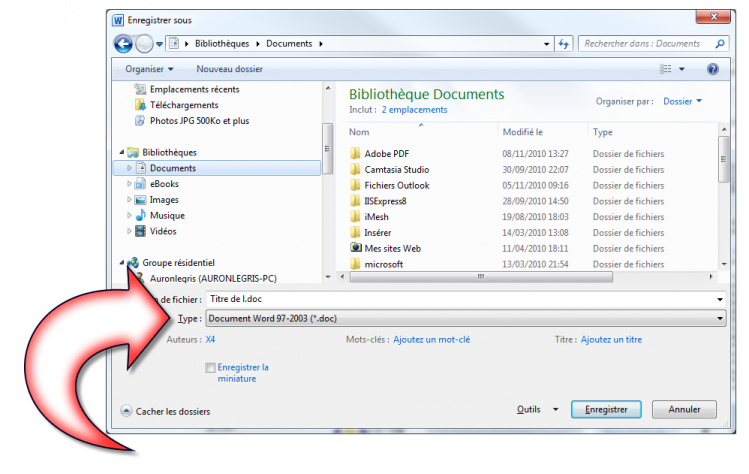 Enregistrer sous
Bibliothèques Documents
Rechercher dans : Documents
Organiser Nouveau dossier
Emplacements récents
Téléchargements
Photos JPG 500Ko et plus
Bibliothèques
Documents
eBooks
Images
Musique
Vidéos
Groupe résidentiel
Auronlegris (AURONLEGRIS-PC)
Bibliothèque Documents
Inclut : 2 emplacements
Organiser par : Dossier
Nom Modifié le Type
Adobe PDF 08/11/2010 13:27 Dossier de fichiers
Camtasia Studio 30/09/2010 22:07 Dossier de fichiers
Fichiers Outlook 05/11/2010 09:16 Dossier de fichiers
IISExpress8 28/09/2010 14:50 Dossier de fichiers
iMesh 19/08/2010 18:03 Dossier de fichiers
Insérer 14/03/2010 13:08 Dossier de fichiers
Mes sites Web 11/04/2010 18:11 Dossier de fichiers
microsoft 13/03/2010 21:54 Dossier de fichiers
de fichier : Titre de l.doc
Type : Document Word 97-2003 (*.doc)
Auteurs : X4 Mots-clés : Ajoutez un mot-clé Titre : Ajoutez un titre
Enregistrer la
miniature
Cacher les dossiers Outils Enregistrer Annuler